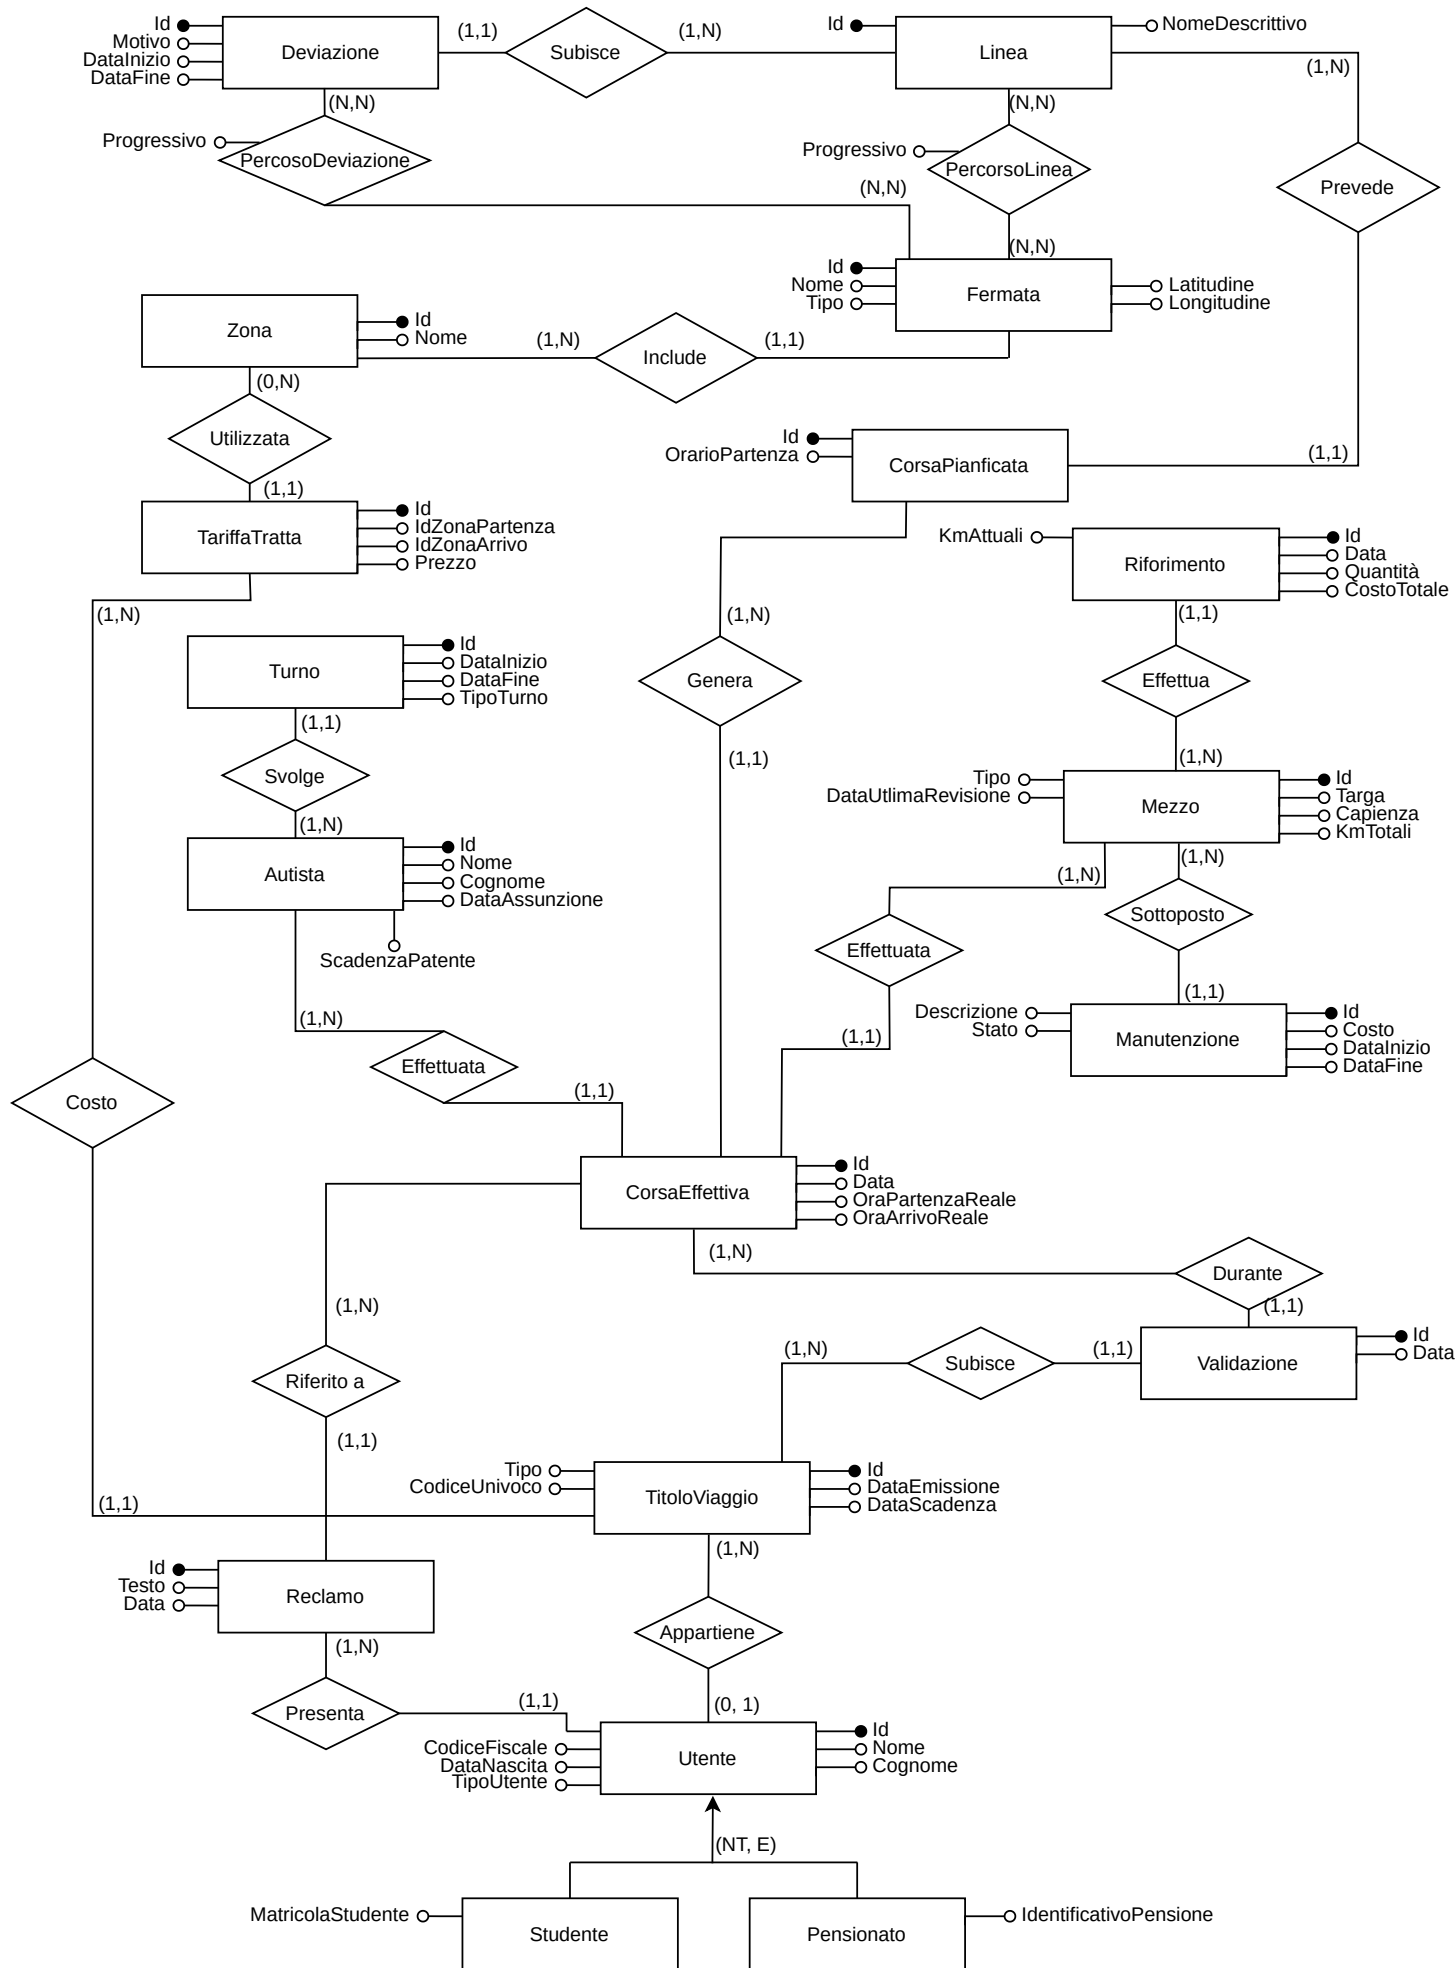 Id
Motivo
DataInizio
DataFine
Deviazione
(1,1)
Subisce
(1,N)
Id
Linea
NomeDescrittivo
(1,N)
(N,N)
Progressivo
PercosoDeviazione
(N,N)
Progressivo
PercorsoLinea
(N,N)
(N,N)
Prevede
Id
Nome
Tipo
Fermata
Latitudine
Longitudine
Zona
Id
Nome
(1,N)
Include
(1,1)
(0,N)
Utilizzata
(1,1)
Id
OrarioPartenza
CorsaPianficata
(1,1)
TariffaTratta
Id
IdZonaPartenza
IdZonaArrivo
Prezzo
KmAttuali
Riforimento
Id
Data
Quantità
CostoTotale
(1,N)
(1,N)
(1,1)
Turno
Id
DataInizio
DataFine
TipoTurno
Genera
Effettua
(1,1)
(1,1)
(1,N)
Svolge
Tipo
DataUtlimaRevisione
Mezzo
Id
Targa
Capienza
KmTotali
(1,N)
Autista
Id
Nome
Cognome
DataAssunzione
ScadenzaPatente
(1,N)
(1,N)
Sottoposto
Effettuata
(1,1)
(1,N)
(1,1)
Descrizione
Stato
Manutenzione
Id
Costo
DataInizio
DataFine
Effettuata
(1,1)
Costo
CorsaEffettiva
Id
Data
OraPartenzaReale
OraArrivoReale
(1,N)
Durante
(1,1)
(1,N)
Riferito a
(1,1)
(1,N)
Subisce
(1,1)
Validazione
Id
Data
Tipo
CodiceUnivoco
TitoloViaggio
Id
DataEmissione
DataScadenza
(1,1)
(1,N)
Id
Testo
Data
Reclamo
(1,N)
Appartiene
Presenta
(1,1)
(0, 1)
CodiceFiscale
DataNascita
TipoUtente
Utente
Id
Nome
Cognome
(NT, E)
MatricolaStudente
Studente
Pensionato
IdentificativoPensione